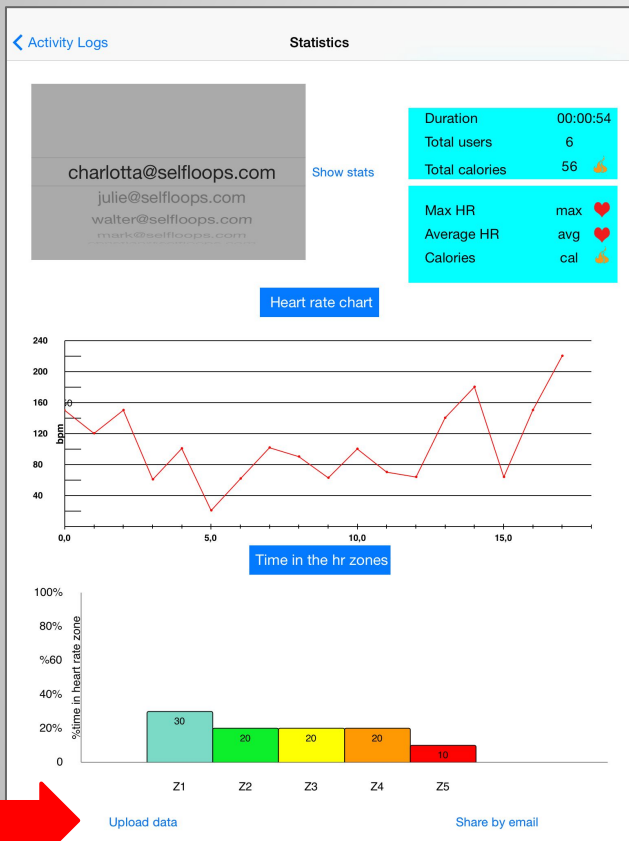 Activity Logs
Statistics
charlotta@selfloops.com
julie@selfloops.com
walter@selfloops.com
mark@selfloops.com
Show stats
Duration 00:00:54
Total users 6
Total calories 56
Max HR max
Average HR avg
Calories cal
Heart rate chart
240
200
160
120
80
40
bpm
0,0 5,0 10,0 15,0
Time in the hr zones
100%
80%
%60
40%
20%
0
%time in heart rate zone
30 20 20 20 10
Z1 Z2 Z3 Z4 Z5
Upload data
Share by email